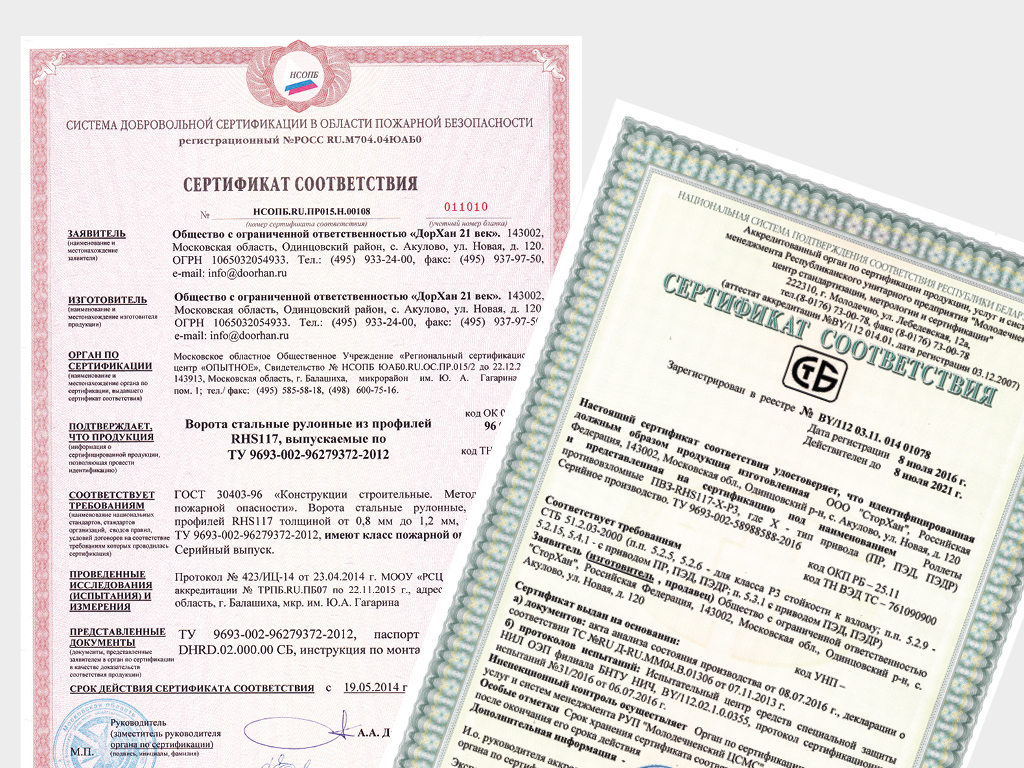 НСОПБ
СИСТЕМА ДОБРОВОЛЬНОЙ СЕРТИФИКАЦИИ В ОБЛАСТИ ПОЖАРНОЙ БЕЗОПАСНОСТИ
регистрационный №РОСС RU.М704.04ЮАБ0
СЕРТИФИКАТ СООТВЕТСТВИЯ
№ НСОПБ.RU.ПР015.Н.00108 011010
(номер сертификата соответствия) (учетный номер бланка)
ЗАЯВИТЕЛЬ
(наименование и
местонахождение
заявителя)
Общество с ограниченной ответственностью «ДорХан 21 век». 143002,
Московская область, Одинцовский район, с. Акулово, ул. Новая, д. 120.
ОГРН 1065032054933. Тел.: (495) 933-24-00, факс: (495) 937-97-50,
e-mail: info@doorhan.ru
ИЗГОТОВИТЕЛЬ
(наименование и
местонахождение изготовителя
продукции)
Общество с ограниченной ответственностью «ДорХан 21 век». 143002,
Московская область, Одинцовский район, с. Акулово, ул. Новая, д. 120
ОГРН 1065032054933. Тел.: (495) 933-24-00, факс: (495) 937-97-50
e-mail: info@doorhan.ru
ОРГАН ПО
СЕРТИФИКАЦИИ
(наименование и
местонахождение органа по
сертификации, выдавшего
сертификат соответствия)
Московское областное Общественное Учреждение «Региональный сертификацио
центр «ОПЫТНОЕ», Свидетельство № НСОПБ ЮАБ0.RU.ОС.ПР.015/2 до 22.12.2
143913, Московская область, г. Балашиха, микрорайон им. Ю. А. Гагарина
пом. 1; тел./ факс: (495) 585-58-18, (498) 600-75-16.
ПОДТВЕРЖДАЕТ,
ЧТО ПРОДУКЦИЯ
(информация о
сертифицированной продукции,
позволяющая провести
идентификацию)
Ворота стальные рулонные из профилей
RHS117, выпускаемые по
ТУ 9693-002-96279372-2012
код ОК 0
96
код ТН
СООТВЕТСТВУЕТ
ТРЕБОВАНИЯМ
(наименование национальных
стандартов, стандартов
организаций, сводов правил,
условий договоров на соответствие
требованиям которых проводилась
сертификация)
ГОСТ 30403-96 «Конструкции строительные. Метод
пожарной опасности». Ворота стальные рулонные,
профилей RHS117 толщиной от 0,8 мм до 1,2 мм,
ТУ 9693-002-96279372-2012, имеют класс пожарной о
Серийный выпуск.
ПРОВЕДЕННЫЕ
ИССЛЕДОВАНИЯ
(ИСПЫТАНИЯ) И
ИЗМЕРЕНИЯ
Протокол № 423/ИЦ-14 от 23.04.2014 г. МООУ «РСЦ
аккредитации № ТРПБ.RU.ПБ07 по 22.11.2015 г., адрес
область, г. Балашиха, мкр. им. Ю.А. Гагарина
ПРЕДСТАВЛЕННЫЕ
ДОКУМЕНТЫ
(документы, представленные
заявителем в орган по сертификации
в качестве доказательств
соответствия продукции)
ТУ 9693-002-96279372-2012, паспорт
DHRD.02.000.00 СБ, инструкция по монта
СРОК ДЕЙСТВИЯ СЕРТИФИКАТА СООТВЕТСТВИЯ с 19.05.2014 г
Московская область
Руководитель
(заместитель руководителя
органа по сертификации)
(подпись, инициалы, фамилия)
М.П.
А.А. Д
НАЦИОНАЛЬНАЯ СИСТЕМА ПОДТВЕРЖДЕНИЯ СООТВЕТСТВИЯ РЕСПУБЛИКИ БЕЛАР
Аккредитованный орган по сертификации продукции, услуг и сист
менеджмента Республиканского унитарного предприятия "Молодечнен
центр стандартизации, метрологии и сертификации"
222310, г. Молодечно, ул. Лебедевская, 12а,
тел.(8-0176) 73-00-78, факс (8-0176) 73-00-78
(аттестат аккредитации №BY/112 014.01, дата регистрации 03.12.2007)
СЕРТИФИКАТ СООТВЕТСТВИЯ
СТБ
Зарегистрирован в реестре № BY/112 03.11. 014 01078
Дата регистрации 8 июля 2016 г.
Действителен до 8 июля 2021 г.
Настоящий сертификат соответствия удостоверяет, что идентифицированная
должным образом продукция изготовленная ООО "СторХан", Российская
Федерация, 143002, Московская обл., Одинцовский р-н, с. Акулово, ул. Новая, д. 120
и представленная на сертификацию под наименованием Роллеты
противовзломные ПВЗ-RHS117-Х-Р3, где Х - тип привода (ПР, ПЭД, ПЭДР)
Серийное производство. ТУ 9693-007-58988588-2016
код ОКП РБ – 25.11
код ТН ВЭД ТС – 76109000
Соответствует требованиям
СТБ 51.2.03-2000 (п.п. 5.2.5, 5.2.6 - для класса Р3 стойкости к взлому; п.п. 5.2.9 -
5.2.15, 5.4.1 - с приводом ПР, ПЭД, ПЭДР; п. 5.3.1 с приводом ПЭД, ПЭДР)
Заявитель (изготовитель , продавец) Общество с ограниченной ответственностью
"СторХан", Российская Федерация, 143002, Московская обл., Одинцовский р-н, с.
Акулово, ул. Новая, д. 120
код УНП –
Сертификат выдан на основании:
а) документов: акта анализа состояния производства от 08.07.2016 г., декларации о
соответствии ТС №RU Д-RU.ММ04.В.01306 от 07.11.2013 г.
б) протоколов испытаний: Испытательный центр средств специальной защиты
НИЛ ОЭП филиала БНТУ НИЧ, BY/112 02.1.0.0355, протокол сертификационн
испытаний №31/2016 от 06.07.2016 г.
Инспекционный контроль осуществляет Орган по сертифик
услуг и систем менеджмента РУП "Молодечненский ЦСМС"
Особые отметки Срок хранения сертификата соотв
после окончания его срока действия
Дополнительная информация -
И.о. руководителя аккред
органа по серти